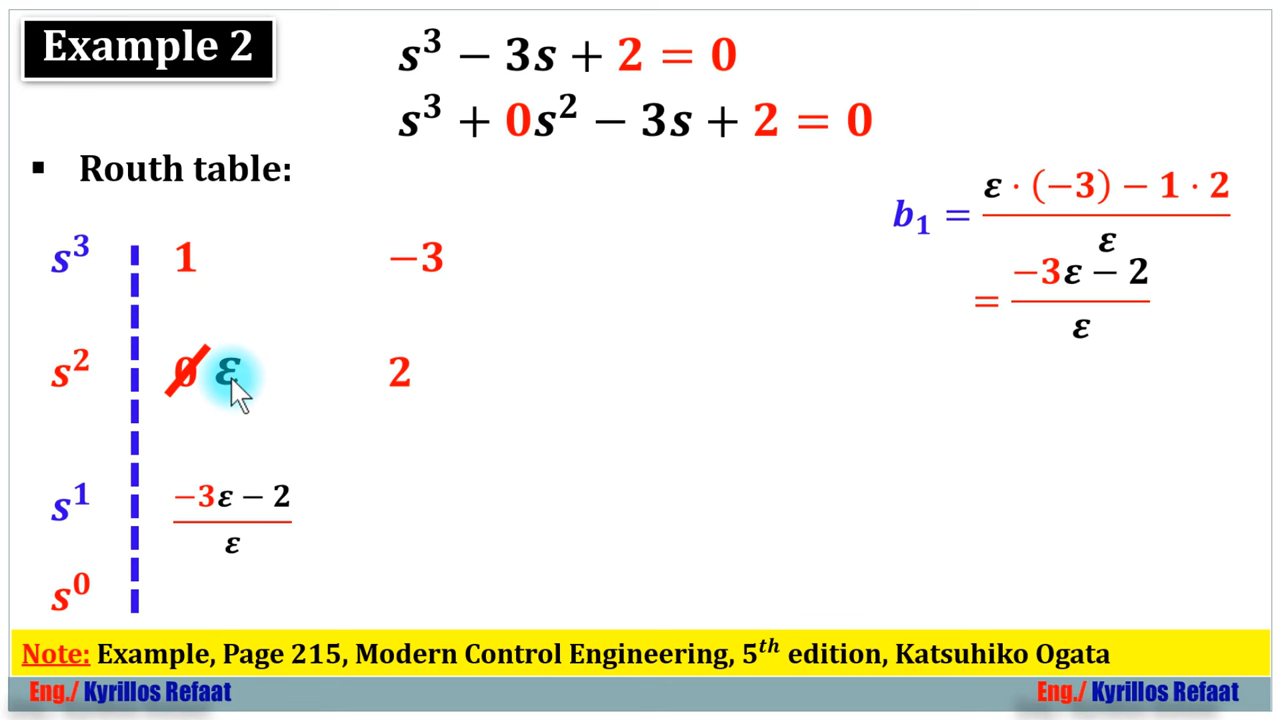 Example 2
s³ − 3s + 2 = 0
s³ + 0s² − 3s + 2 = 0
▪ Routh table:
b₁ = (ε · (−3) − 1 · 2) / ε
= (−3ε − 2) / ε
s³ 1 −3
s² 0 ε 2
s¹ (−3ε − 2) / ε
s⁰
Note: Example, Page 215, Modern Control Engineering, 5ᵗʰ edition, Katsuhiko Ogata
Eng./ Kyrillos Refaat Eng./ Kyrillos Refaat